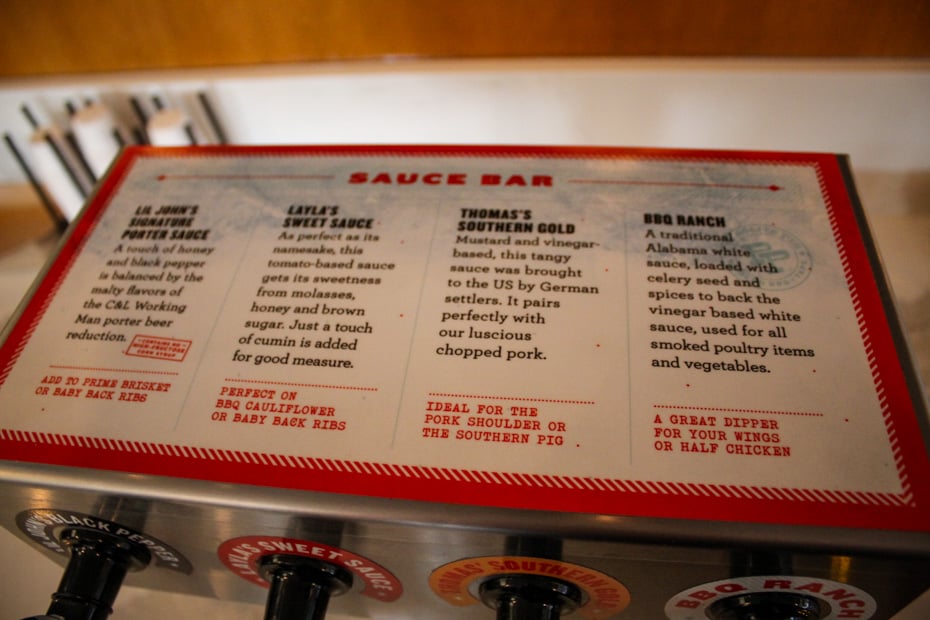 SAUCE BAR
LIL JOHN'S
SIGNATURE
PORTER SAUCE
A touch of honey
and black pepper
is balanced by the
malty flavors of
the C&L Working
Man porter beer
reduction.
CONTAINS NO
HIGH-FRUCTOSE
CORN SYRUP
ADD TO PRIME BRISKET
OR BABY BACK RIBS
LAYLA'S
SWEET SAUCE
As perfect as its
namesake, this
tomato-based sauce
gets its sweetness
from molasses,
honey and brown
sugar. Just a touch
of cumin is added
for good measure.
PERFECT ON
BBQ CAULIFLOWER
OR BABY BACK RIBS
THOMAS'S
SOUTHERN GOLD
Mustard and vinegar-
based, this tangy
sauce was brought
to the US by German
settlers. It pairs
perfectly with
our luscious
chopped pork.
IDEAL FOR THE
PORK SHOULDER OR
THE SOUTHERN PIG
BBQ RANCH
A traditional
Alabama white
sauce, loaded with
celery seed and
spices to back the
vinegar based white
sauce, used for all
smoked poultry items
and vegetables.
A GREAT DIPPER
FOR YOUR WINGS
OR HALF CHICKEN
BLACK PEPPER
LAYLA'S SWEET SAUCE
THOMAS' SOUTHERN GOLD
BBQ RANCH